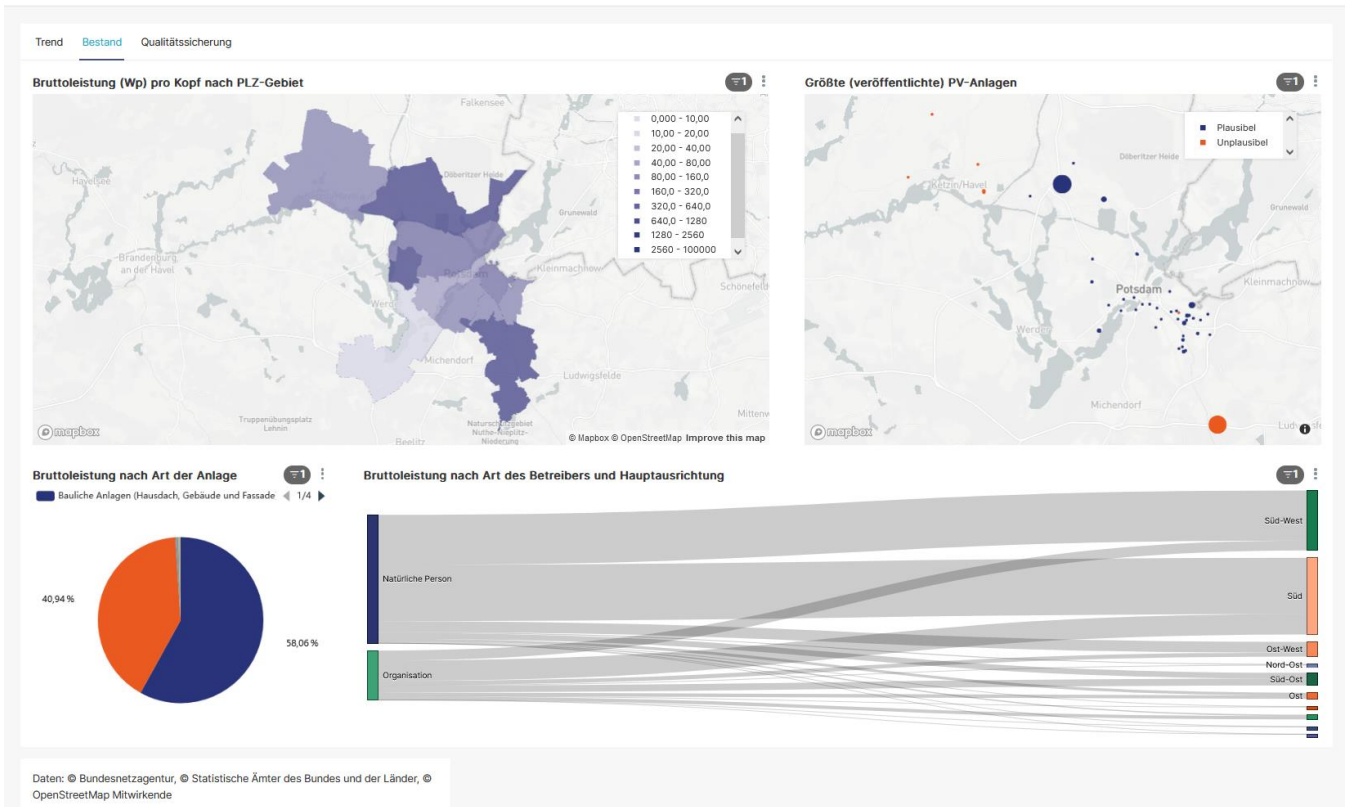 Trend Bestand Qualitätssicherung
Bruttoleistung (Wp) pro Kopf nach PLZ-Gebiet
1
Falkensee
Havelsee
Döberitzer Heide
Grunewald
Brandenburg
an der Havel
Potsdam
Kleinmachnow
Schönefeld
Werd
Michendorf
Ludwigsfelde
Truppenübungsplatz
Lehnin
Beelitz
Naturschutzgebiet
Nuthe-Nieplitz-
Niederung
Mittenw
0,000 - 10,00
10,00 - 20,00
20,00 - 40,00
40,00 - 80,00
80,00 - 160,0
160,0 - 320,0
320,0 - 640,0
640,0 - 1280
1280 - 2560
2560 - 100000
mapbox
© Mapbox © OpenStreetMap Improve this map
Größte (veröffentlichte) PV-Anlagen
1
Plausibel
Unplausibel
Döberitzer Heide
Ketzin/Havel
Grunewald
Potsdam
Kleinmachnow
Werder
Michendorf
mapbox
Bruttoleistung nach Art der Anlage
1
Bauliche Anlagen (Hausdach, Gebäude und Fassade 1/4
40,94 %
58,06 %
Bruttoleistung nach Art des Betreibers und Hauptausrichtung
1
Natürliche Person
Organisation
Süd-West
Süd
Ost-West
Nord-Ost
Süd-Ost
Ost
Daten: © Bundesnetzagentur, © Statistische Ämter des Bundes und der Länder, ©
OpenStreetMap Mitwirkende